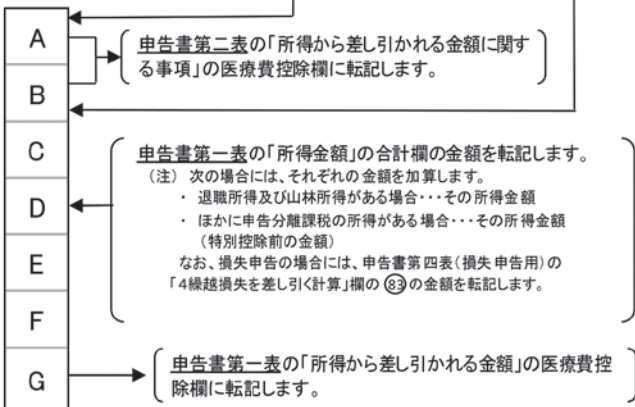 A
申告書第二表の「所得から差し引かれる金額に関す
る事項」の医療費控除欄に転記します。
B
C
申告書第一表の「所得金額」の合計欄の金額を転記します。
（注） 次の場合には、それぞれの金額を加算します。
・ 退職所得及び山林所得がある場合･･･その所得金額
D
・ ほかに申告分離課税の所得がある場合･･･その所得金額
（特別控除前の金額）
E
なお、損失申告の場合には、申告書第四表（損失申告用）の
「４繰越損失を差し引く計算」欄の㊸の金額を転記します。
F
G
申告書第一表の「所得から差し引かれる金額」の医療費控
除欄に転記します。